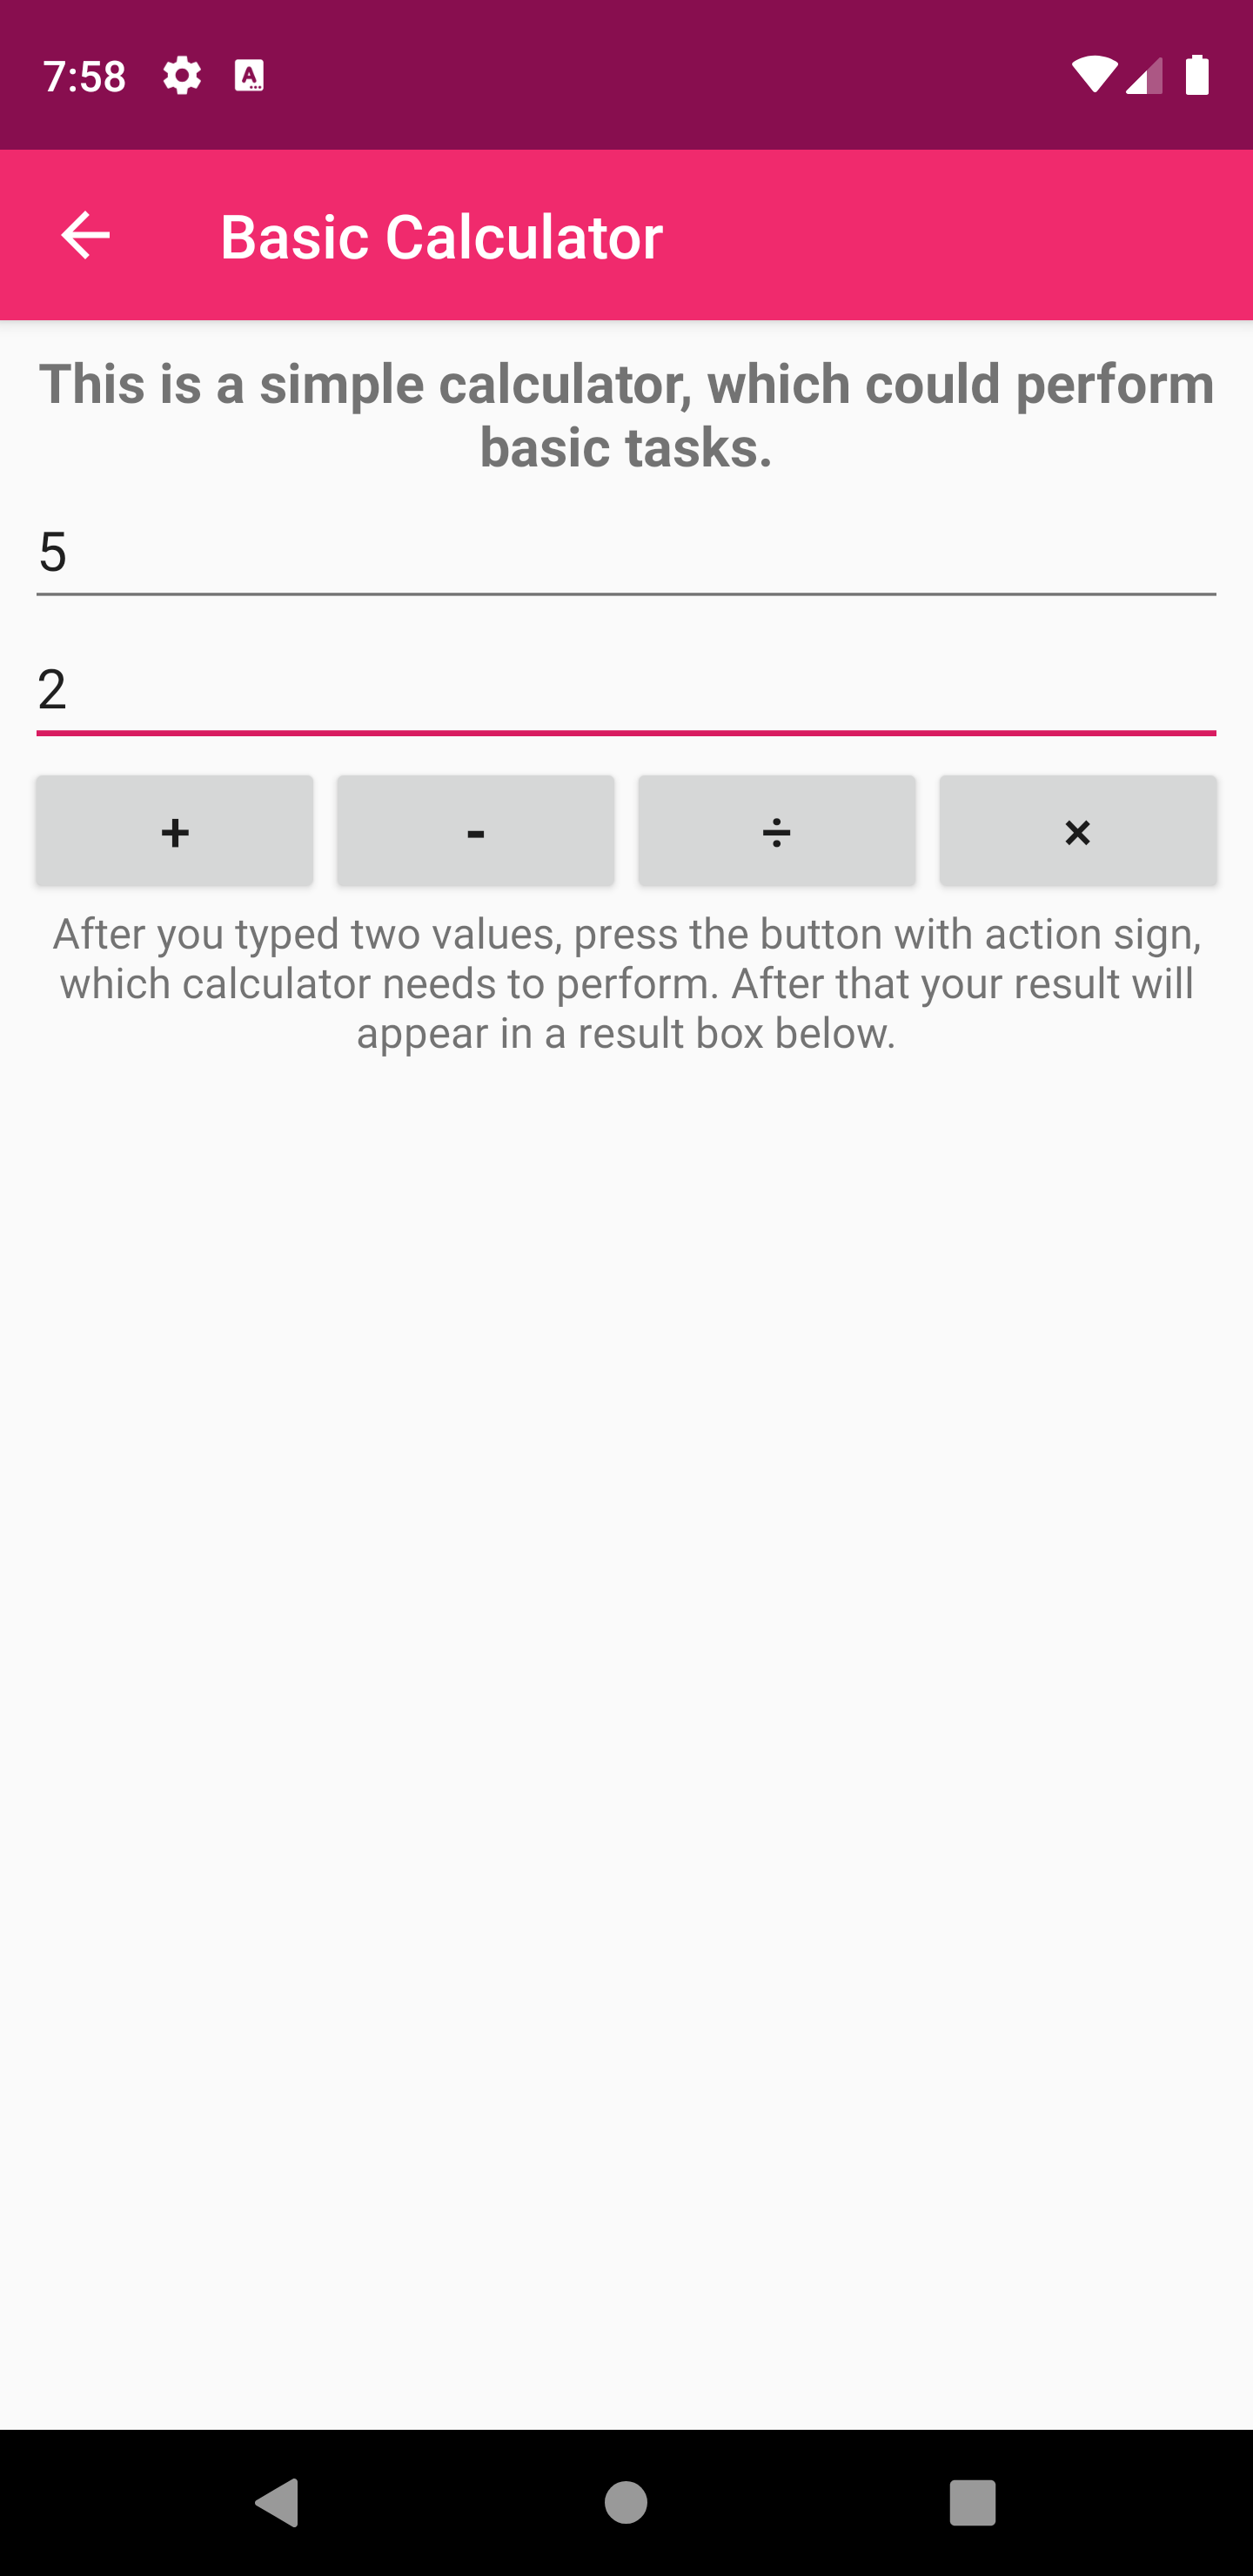 7:58
Basic Calculator
This is a simple calculator, which could perform
basic tasks.
5
2
+ - ÷ ×
After you typed two values, press the button with action sign,
which calculator needs to perform. After that your result will
appear in a result box below.